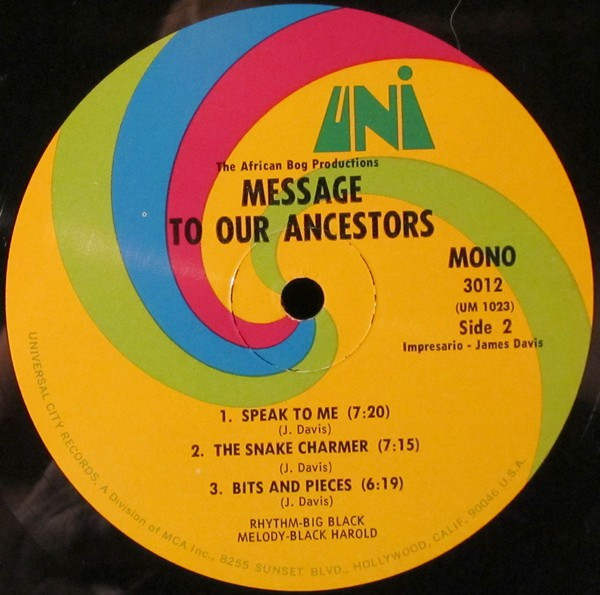 UNI
The African Bog Productions
MESSAGE
TO OUR ANCESTORS
MONO
3012
(UM 1023)
Side 2
Impresario - James Davis
1. SPEAK TO ME (7:20)
(J. Davis)
2. THE SNAKE CHARMER (7:15)
(J. Davis)
3. BITS AND PIECES (6:19)
(J. Davis)
RHYTHM-BIG BLACK
MELODY-BLACK HAROLD
UNIVERSAL CITY RECORDS, A Division of MCA Inc., 8255 SUNSET BLVD., HOLLYWOOD, CALIF. 90046 U.S.A.